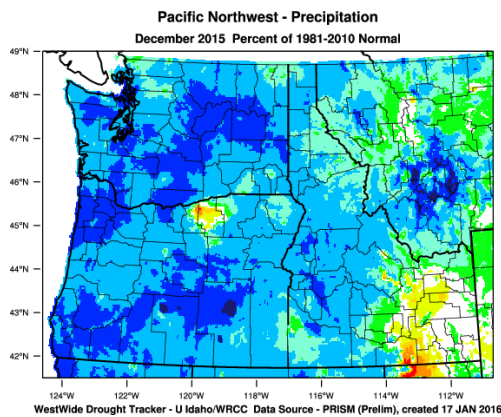 Pacific Northwest - Precipitation
December 2015 Percent of 1981-2010 Normal
49°N
48°N
47°N
46°N
45°N
44°N
43°N
42°N
124°W 122°W 120°W 118°W 116°W 114°W 112°W
WestWide Drought Tracker - U Idaho/WRCC Data Source - PRISM (Prelim), created 17 JAN 2016